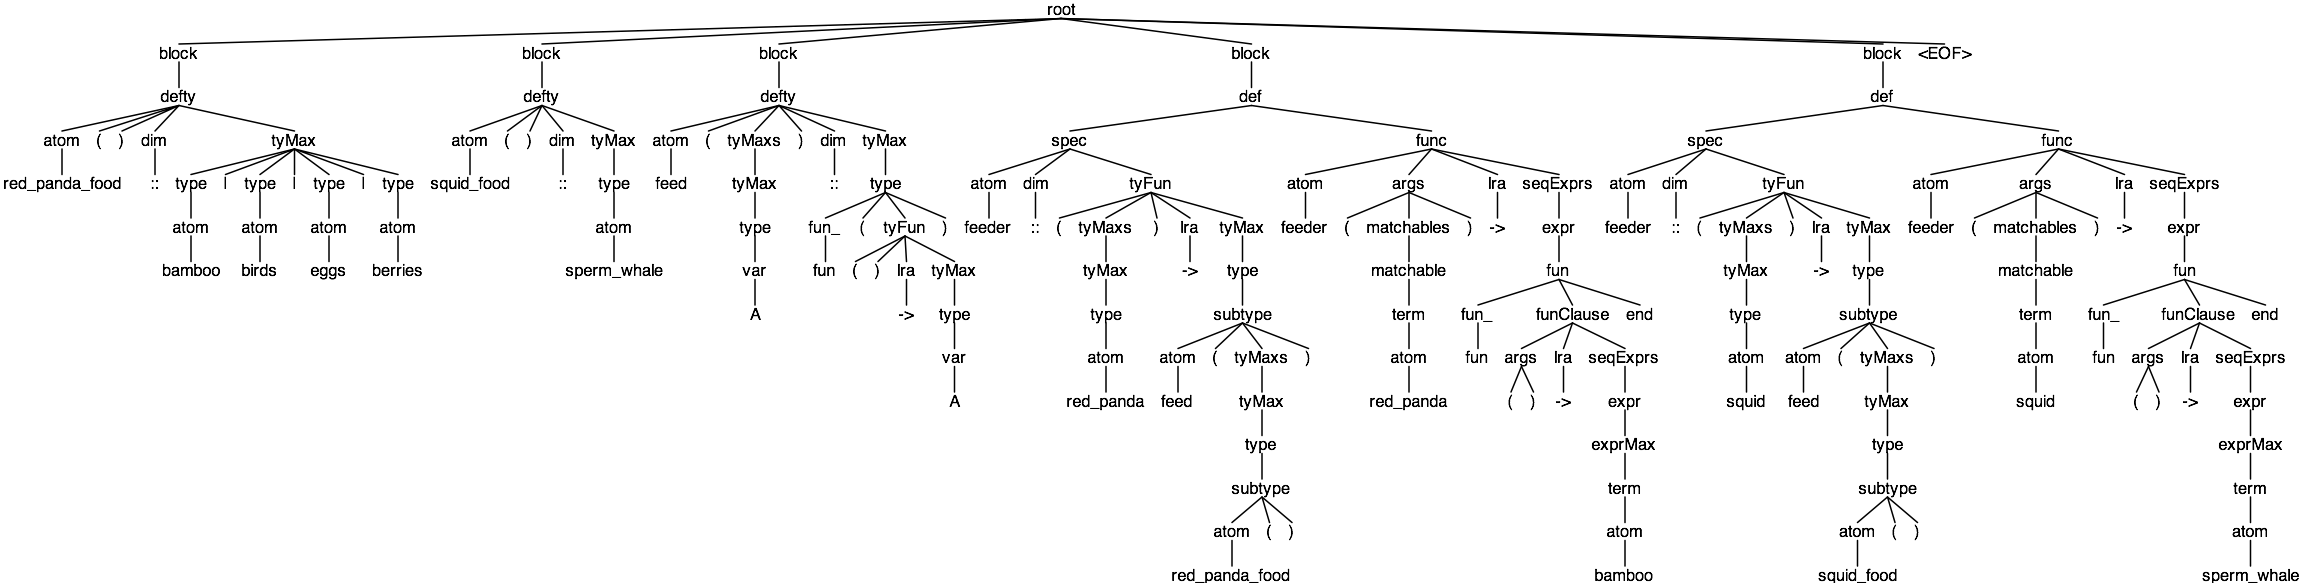 root
block block block block block <EOF>
defty defty defty def def
atom ( ) dim tyMax atom ( ) dim tyMax atom ( tyMaxs ) dim tyMax spec func spec func
red_panda_food :: type | type | type | type squid_food :: type feed tyMax :: type atom dim tyFun atom args lra seqExprs atom dim tyFun atom args lra seqExprs
atom atom atom atom atom type fun_ ( tyFun ) feeder :: ( tyMaxs ) lra tyMax feeder ( matchables ) -> expr feeder :: ( tyMaxs ) lra tyMax feeder ( matchables ) -> expr
bamboo birds eggs berries sperm_whale var fun ( ) lra tyMax tyMax -> type matchable fun tyMax -> type matchable fun
A -> type type subtype term fun_ funClause end type subtype term fun_ funClause end
var atom atom ( tyMaxs ) atom fun args lra seqExprs atom atom ( tyMaxs ) atom fun args lra seqExprs
A red_panda feed tyMax red_panda ( ) -> expr squid feed tyMax squid ( ) -> expr
type exprMax type exprMax
subtype term subtype term
atom ( ) atom atom ( ) atom
red_panda_food bamboo squid_food sperm_whale